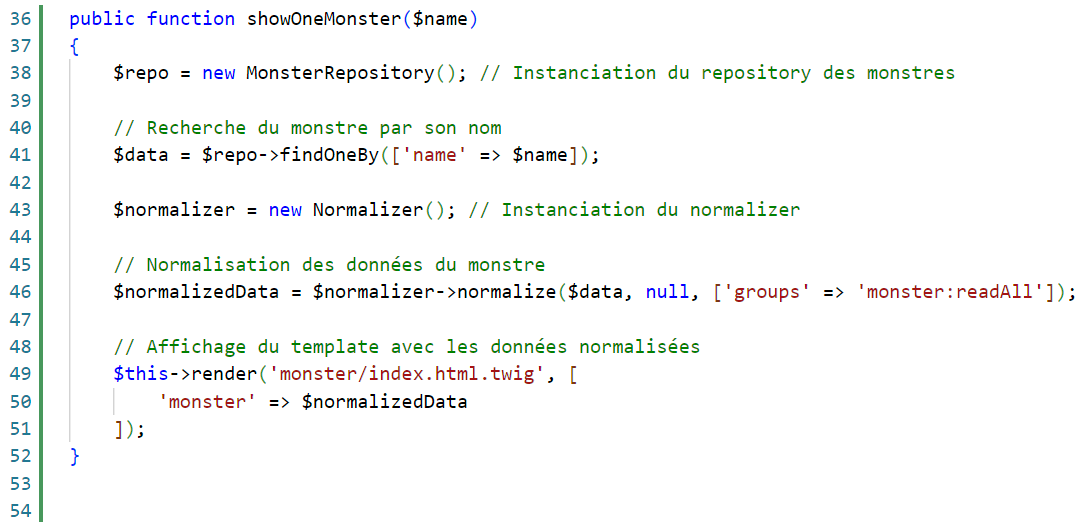 36 public function showOneMonster($name)
37 {
38 $repo = new MonsterRepository(); // Instanciation du repository des monstres
39
40 // Recherche du monstre par son nom
41 $data = $repo->findOneBy(['name' => $name]);
42
43 $normalizer = new Normalizer(); // Instanciation du normalizer
44
45 // Normalisation des données du monstre
46 $normalizedData = $normalizer->normalize($data, null, ['groups' => 'monster:readAll']);
47
48 // Affichage du template avec les données normalisées
49 $this->render('monster/index.html.twig', [
50 'monster' => $normalizedData
51 ]);
52 }
53
54